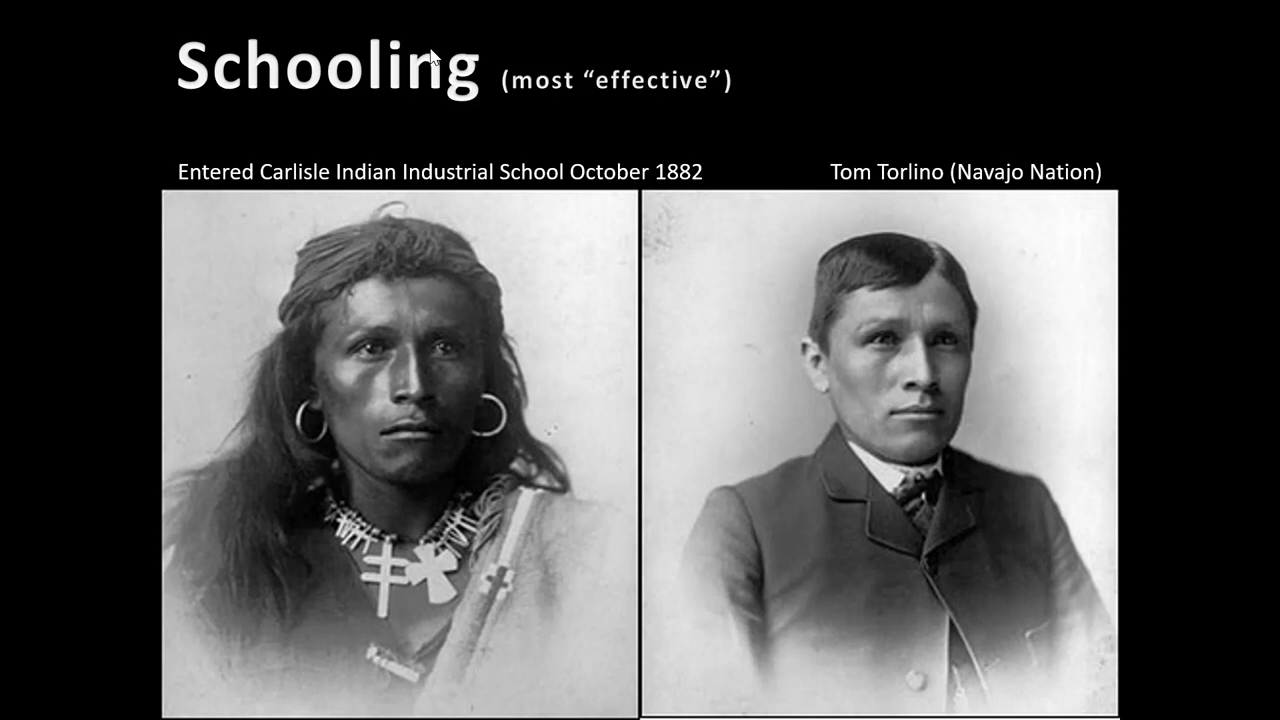 Schooling (most “effective”)
Entered Carlisle Indian Industrial School October 1882
Tom Torlino (Navajo Nation)